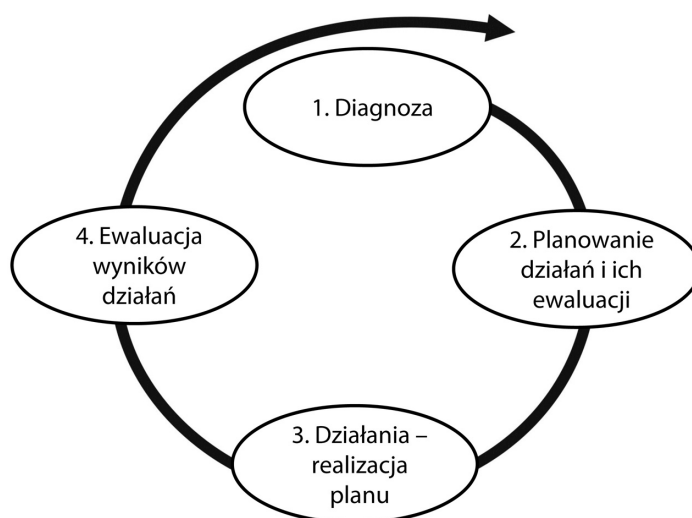 1. Diagnoza
2. Planowanie
działań i ich
ewaluacji
3. Działania –
realizacja
planu
4. Ewaluacja
wyników
działań